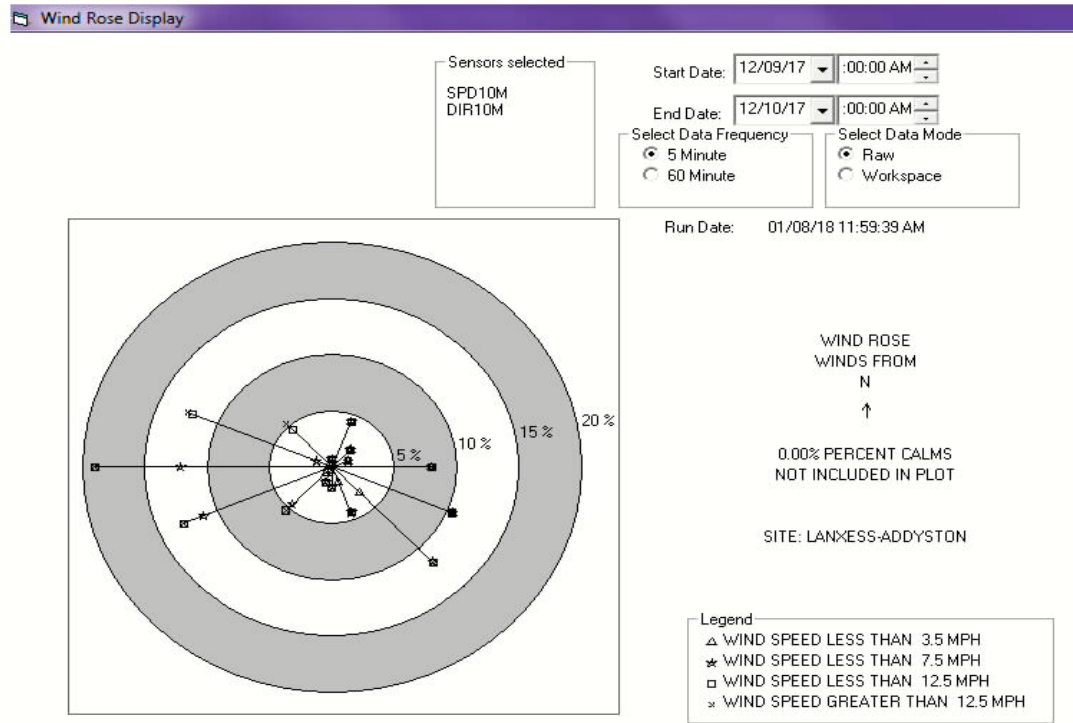 Wind Rose Display
Sensors selected
SPD10M
DIR10M
Start Date: 12/09/17 :00:00 AM
End Date: 12/10/17 :00:00 AM
Select Data Frequency
5 Minute
60 Minute
Select Data Mode
Raw
Workspace
Run Date: 01/08/18 11:59:39 AM
5 %
10 %
15 %
20 %
WIND ROSE
WINDS FROM
N
0.00% PERCENT CALMS
NOT INCLUDED IN PLOT
SITE: LANXESS-ADDYSTON
Legend
WIND SPEED LESS THAN 3.5 MPH
WIND SPEED LESS THAN 7.5 MPH
WIND SPEED LESS THAN 12.5 MPH
WIND SPEED GREATER THAN 12.5 MPH